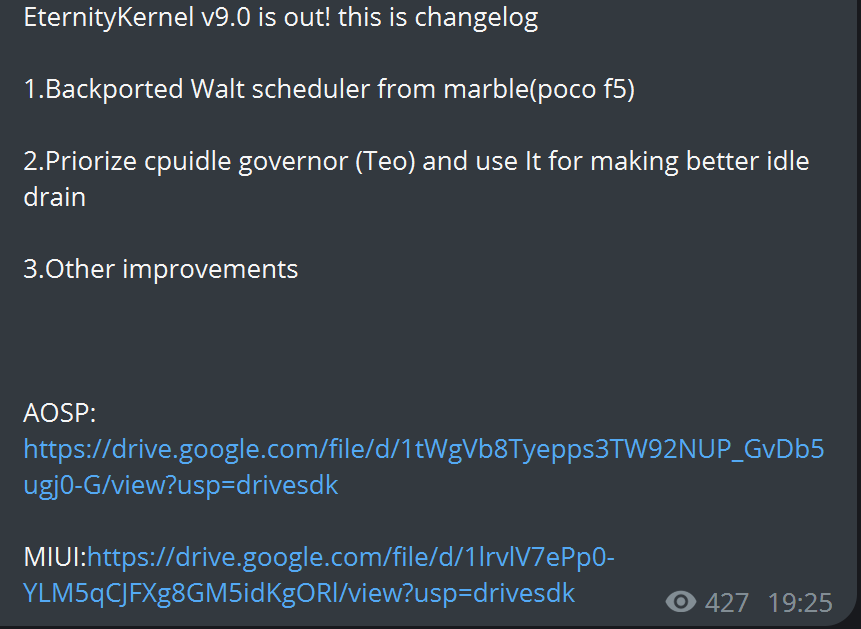 EternityKernel v9.0 is out! this is changelog
1.Backported Walt scheduler from marble(poco f5)
2.Priorize cpuidle governor (Teo) and use It for making better idle
drain
3.Other improvements
AOSP:
https://drive.google.com/file/d/1tWgVb8Tyepps3TW92NUP_GvDb5
ugj0-G/view?usp=drivesdk
MIUI:https://drive.google.com/file/d/1lrvlV7ePp0-
YLM5qCJFXg8GM5idKgORl/view?usp=drivesdk
427 19:25